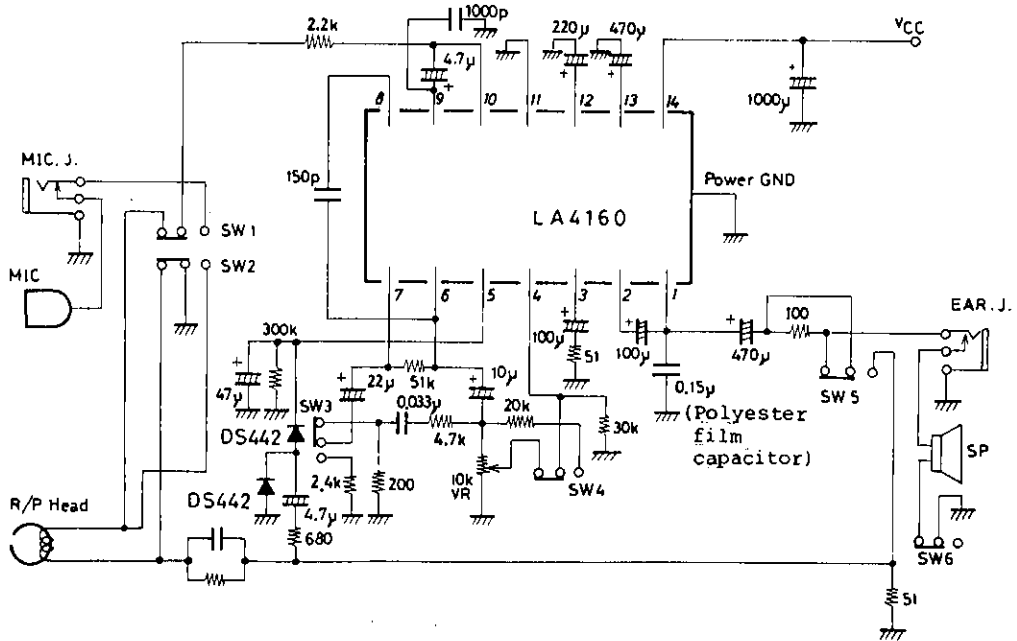 1000p
2.2k
4.7μ
+
220μ
+
470μ
+
VCC
+
1000μ
8 9 10 11 12 13 14
MIC. J.
150p
Power GND
LA4160
SW1
SW2
MIC
7 6 5 4 3 2 1
EAR. J.
300k
+
47μ
+
22μ
51k
10μ
+
100μ
+
51
+
100μ
+
470μ
100
0.15μ
(Polyester
film
capacitor)
SW5
SW3
0.033μ
4.7k
20k
30k
DS442
DS442
2.4k
200
10k
VR
SW4
SP
SW6
R/P Head
4.7μ
680
51